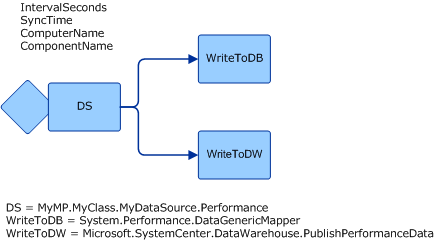 IntervalSeconds
SyncTime
ComputerName
ComponentName
WriteToDB
DS
WriteToDW
DS = MyMP.MyClass.MyDataSource.Performance
WriteToDB = System.Performance.DataGenericMapper
WriteToDW = Microsoft.SystemCenter.DataWarehouse.PublishPerformanceData